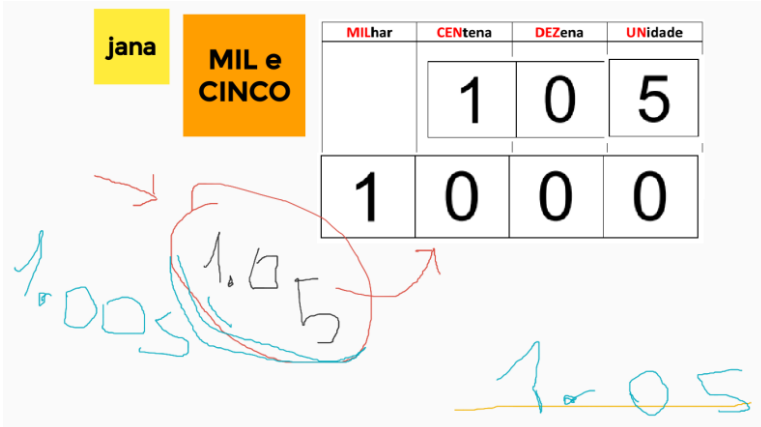 jana
MIL e
CINCO
MILhar CENtena DEZena UNidade
1 0 5
1 0 0 0
1.05
1.005
1.05